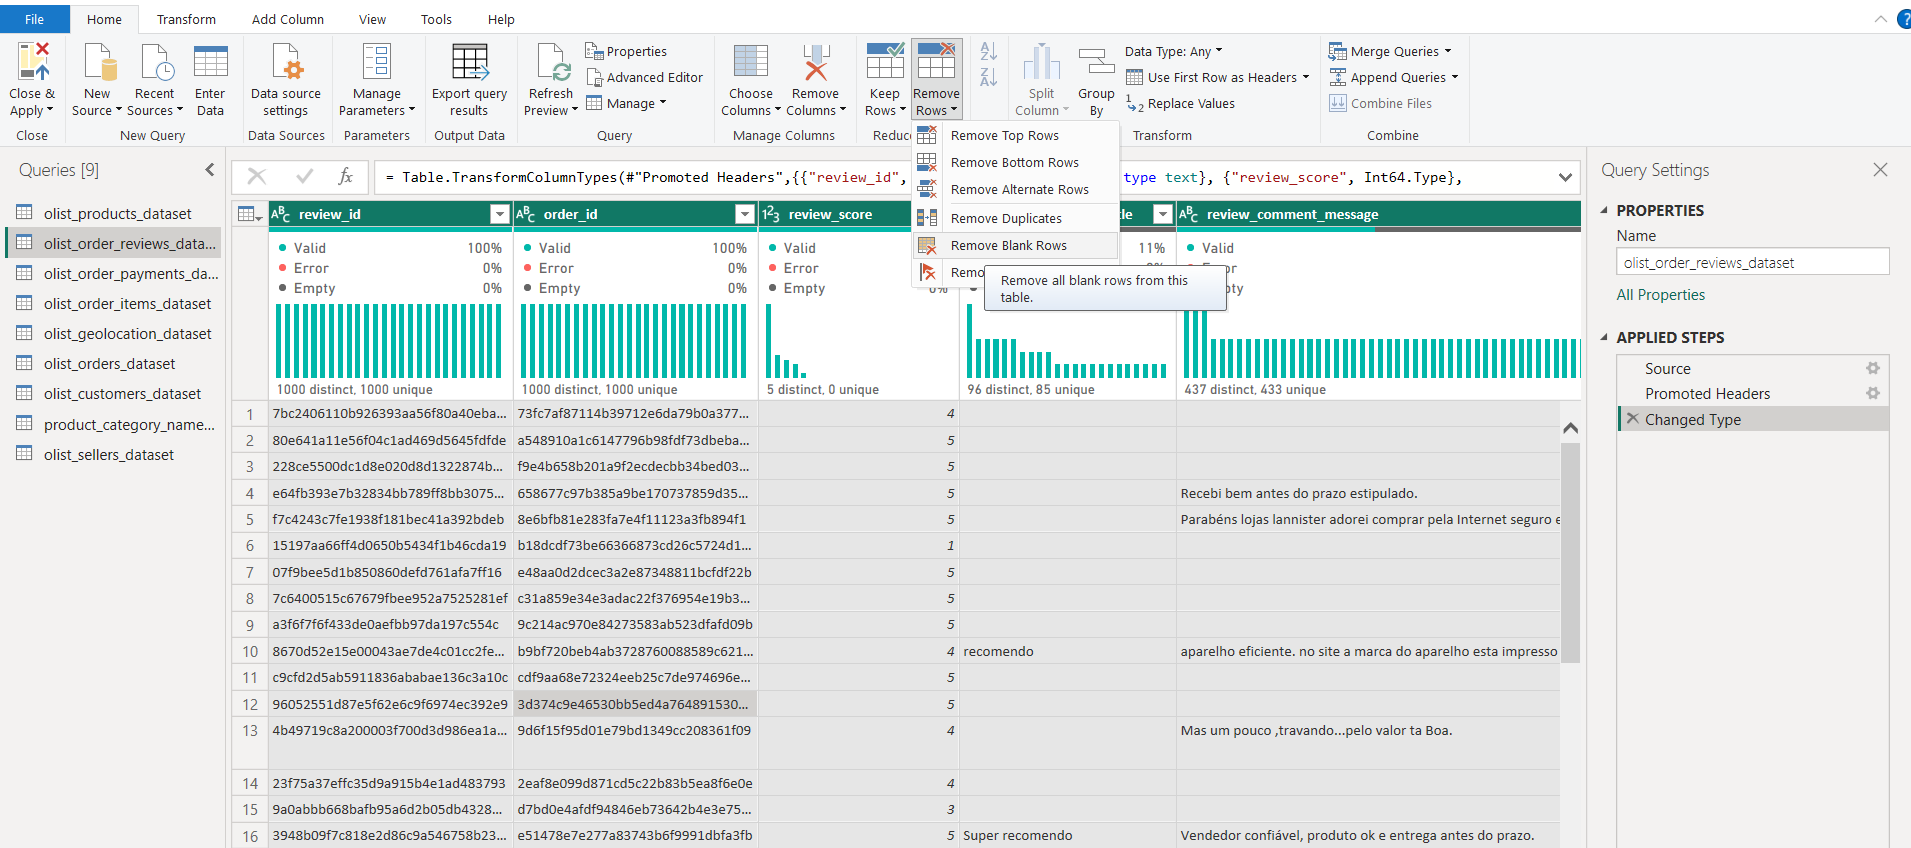 File
Home
Transform
Add Column
View
Tools
Help
Close &
Apply
Close
New
Source
Recent
Sources
Enter
Data
New Query
Data source
settings
Data Sources
Manage
Parameters
Parameters
Export query
results
Output Data
Refresh
Preview
Properties
Advanced Editor
Manage
Query
Choose
Columns
Remove
Columns
Manage Columns
Keep
Rows
Remove
Rows
Reduc
Split
Column
Group
By
Data Type: Any
Use First Row as Headers
Replace Values
Transform
Merge Queries
Append Queries
Combine Files
Combine
Remove Top Rows
Remove Bottom Rows
Remove Alternate Rows
Remove Duplicates
Remove Blank Rows
Remo
Remove all blank rows from this
table.
Queries [9]
olist_products_dataset
olist_order_reviews_data...
olist_order_payments_da...
olist_order_items_dataset
olist_geolocation_dataset
olist_orders_dataset
olist_customers_dataset
product_category_name...
olist_sellers_dataset
fx
= Table.TransformColumnTypes(#"Promoted Headers",{{"review_id", type text}, {"review_score", Int64.Type},
review_id order_id review_score tle review_comment_message
Valid 100% Valid 100% Valid 11% Valid
Error 0% Error 0% Error ror
Empty 0% Empty 0% Empty 0% pty
1000 distinct, 1000 unique 1000 distinct, 1000 unique 5 distinct, 0 unique 96 distinct, 85 unique 437 distinct, 433 unique
1 7bc2406110b926393aa56f80a40eba... 73fc7af87114b39712e6da79b0a377... 4
2 80e641a11e56f04c1ad469d5645fdfde a548910a1c6147796b98fdf73dbeba... 5
3 228ce5500dc1d8e020d8d1322874b... f9e4b658b201a9f2ecdecbb34bed03... 5
4 e64fb393e7b32834bb789ff8bb3075... 658677c97b385a9be170737859d35... 5 Recebi bem antes do prazo estipulado.
5 f7c4243c7fe1938f181bec41a392bdeb 8e6bfb81e283fa7e4f11123a3fb894f1 5 Parabéns lojas lannister adorei comprar pela Internet seguro e
6 15197aa66ff4d0650b5434f1b46cda19 b18dcdf73be66366873cd26c5724d1... 1
7 07f9bee5d1b850860defd761afa7ff16 e48aa0d2dcec3a2e87348811bcfdf22b 5
8 7c6400515c67679fbee952a7525281ef c31a859e34e3adac22f376954e19b3... 5
9 a3f6f7f6f433de0aefbb97da197c554c 9c214ac970e84273583ab523dfafd09b 5
10 8670d52e15e00043ae7de4c01cc2fe... b9bf720beb4ab3728760088589c621... 4 recomendo aparelho eficiente. no site a marca do aparelho esta impresso
11 c9cfd2d5ab5911836ababae136c3a10c cdf9aa68e72324eeb25c7de974696e... 5
12 96052551d87e5f62e6c9f6974ec392e9 3d374c9e46530bb5ed4a764891530... 5
13 4b49719c8a200003f700d3d986ea1a... 9d6f15f95d01e79bd1349cc208361f09 4 Mas um pouco ,travando...pelo valor ta Boa.
14 23f75a37effc35d9a915b4e1ad483793 2eaf8e099d871cd5c22b83b5ea8f6e0e 4
15 9a0abbb668bafb95a6d2b05db4328... d7bd0e4afdf94846eb73642b4e3e75... 3
16 3948b09f7c818e2d86c9a546758b23... e51478e7e277a83743b6f9991dbfa3fb 5 Super recomendo Vendedor confiável, produto ok e entrega antes do prazo.
Query Settings
PROPERTIES
Name
olist_order_reviews_dataset
All Properties
APPLIED STEPS
Source
Promoted Headers
Changed Type